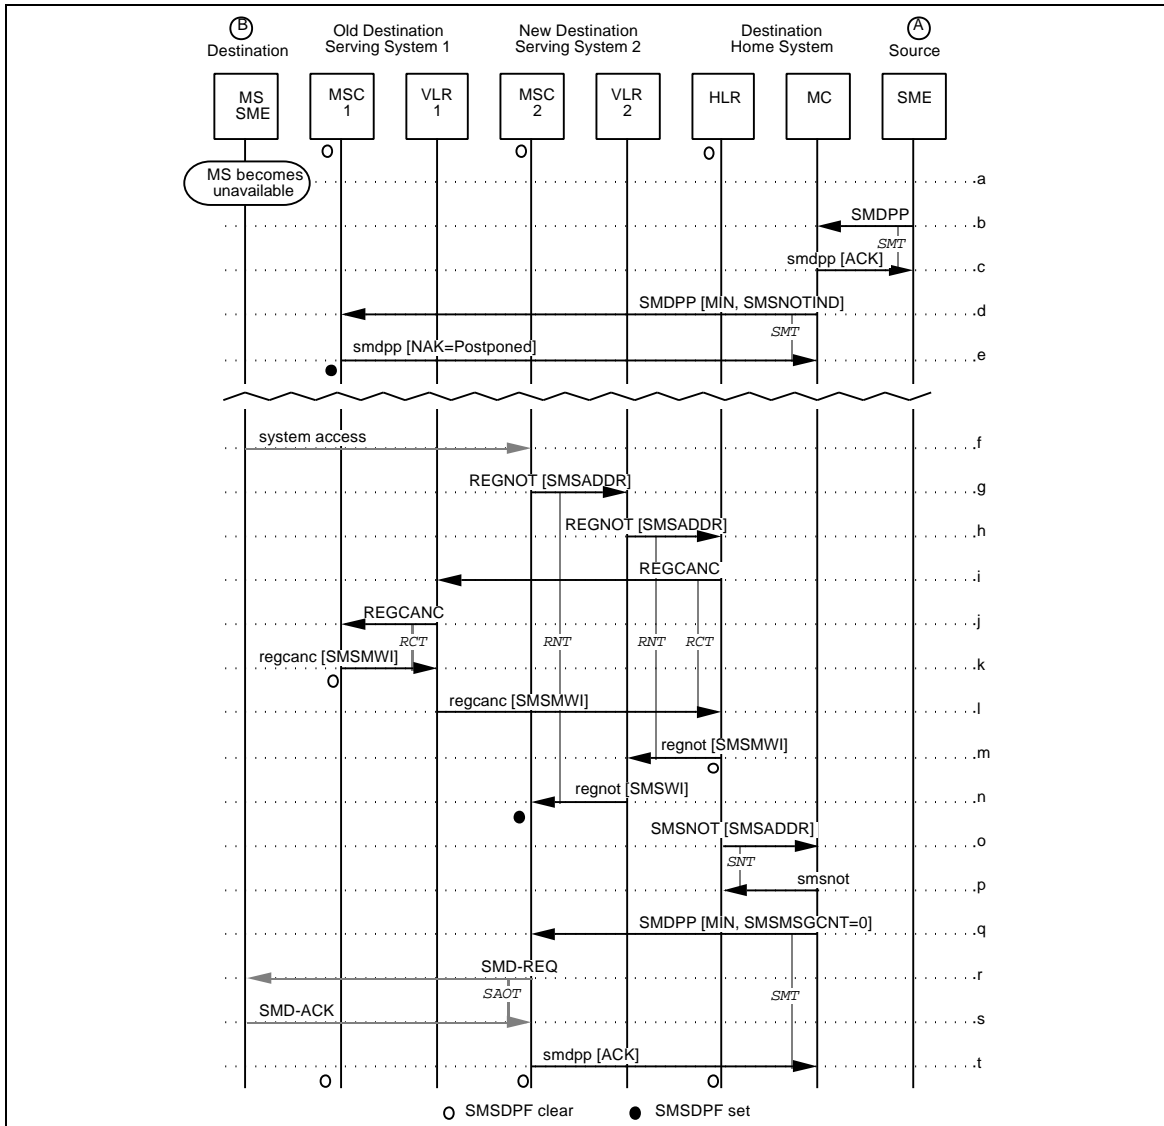 B
Destination
Old Destination
Serving System 1
New Destination
Serving System 2
Destination
Home System
A
Source
MS
SME
MSC
1
VLR
1
MSC
2
VLR
2
HLR
MC
SME
MS becomes
unavailable
a
SMDPP
b
SMT
smdpp [ACK]
c
SMDPP [MIN, SMSNOTIND]
d
SMT
smdpp [NAK=Postponed]
e
system access
f
REGNOT [SMSADDR]
g
REGNOT [SMSADDR]
h
REGCANC
i
REGCANC
j
RCT
RNT
RNT
RCT
regcanc [SMSMWI]
k
regcanc [SMSMWI]
l
regnot [SMSMWI]
m
regnot [SMSWI]
n
SMSNOT [SMSADDR]
o
SNT
smsnot
p
SMDPP [MIN, SMSMSGCNT=0]
q
SMD-REQ
r
SAOT
SMT
SMD-ACK
s
smdpp [ACK]
t
SMSDPF clear
SMSDPF set